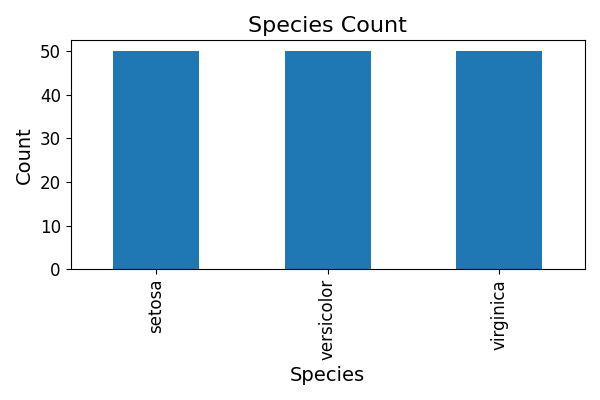 Species Count
Count
50
40
30
20
10
0
setosa
versicolor
virginica
Species